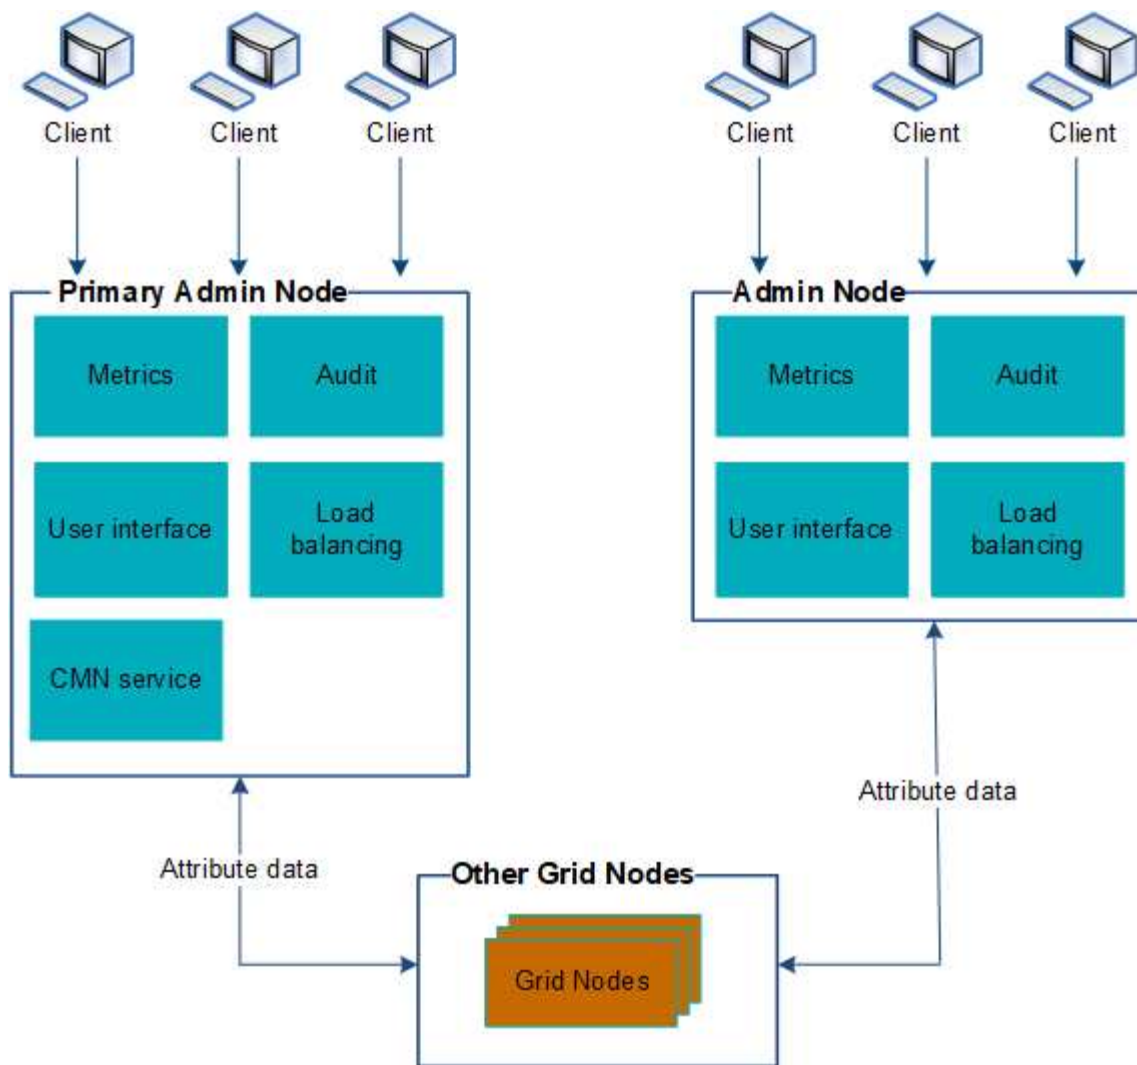 Client
Client
Client
Client
Client
Client
Primary Admin Node
Metrics
Audit
User interface
Load
balancing
CMN service
Admin Node
Metrics
Audit
User interface
Load
balancing
Attribute data
Attribute data
Other Grid Nodes
Grid Nodes